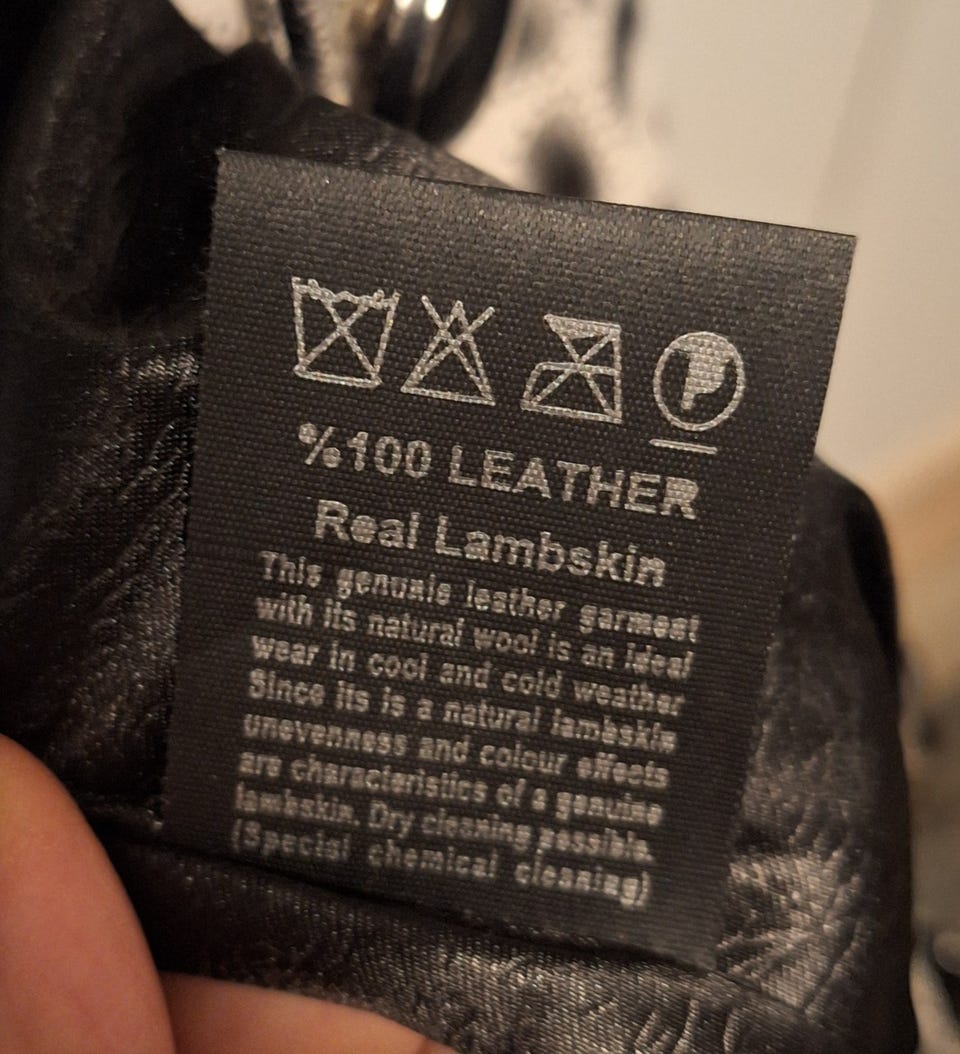 P
%100 LEATHER
Real Lambskin
This genunie leather garment
with its natural wool is an ideal
wear in cool and cold weather
Since its is a natural lambskin
unevenness and colour effects
are characteristics of a genuine
lambskin. Dry cleaning possible.
(Special chemical cleaning)